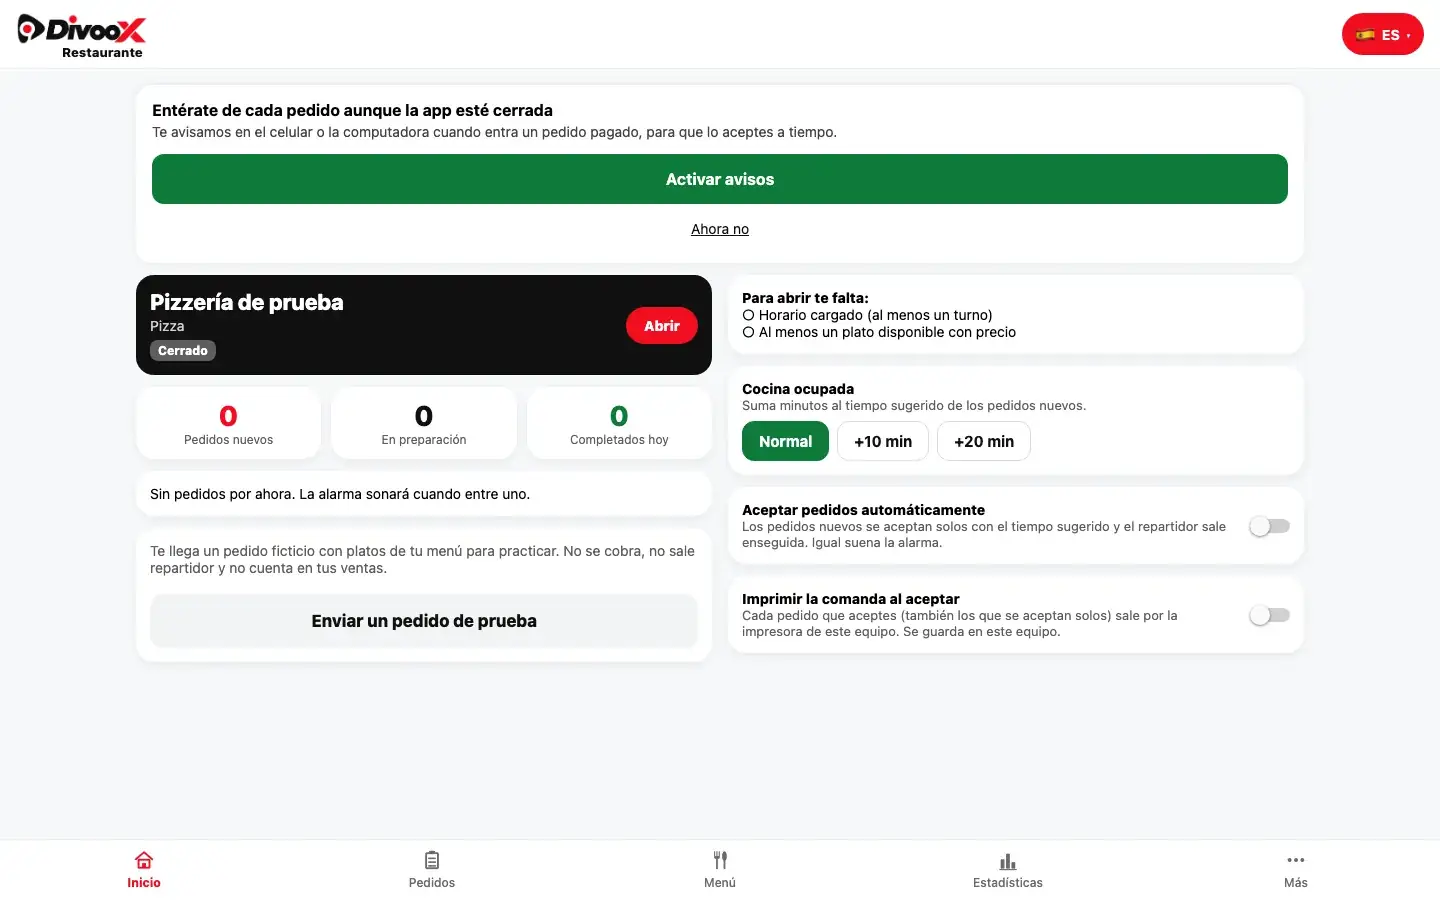 DivooX
Restaurante
ES
Entérate de cada pedido aunque la app esté cerrada
Te avisamos en el celular o la computadora cuando entra un pedido pagado, para que lo aceptes a tiempo.
Activar avisos
Ahora no
Pizzería de prueba
Pizza
Cerrado
Abrir
0
Pedidos nuevos
0
En preparación
0
Completados hoy
Sin pedidos por ahora. La alarma sonará cuando entre uno.
Te llega un pedido ficticio con platos de tu menú para practicar. No se cobra, no sale
repartidor y no cuenta en tus ventas.
Enviar un pedido de prueba
Para abrir te falta:
Horario cargado (al menos un turno)
Al menos un plato disponible con precio
Cocina ocupada
Suma minutos al tiempo sugerido de los pedidos nuevos.
Normal
+10 min
+20 min
Aceptar pedidos automáticamente
Los pedidos nuevos se aceptan solos con el tiempo sugerido y el repartidor sale
enseguida. Igual suena la alarma.
Imprimir la comanda al aceptar
Cada pedido que aceptes (también los que se aceptan solos) sale por la
impresora de este equipo. Se guarda en este equipo.
Inicio
Pedidos
Menú
Estadísticas
Más